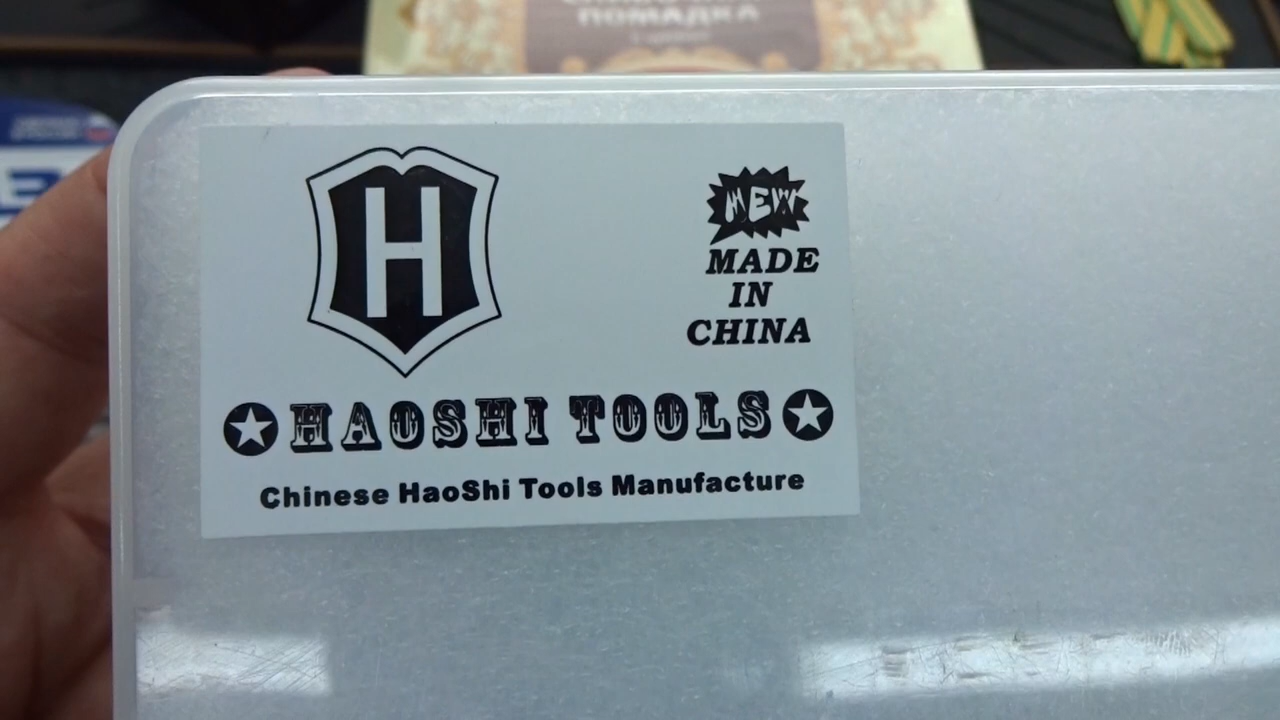 ПОМАДКА
H
NEW
MADE
IN
CHINA
HAOSHI TOOLS
Chinese HaoShi Tools Manufacture